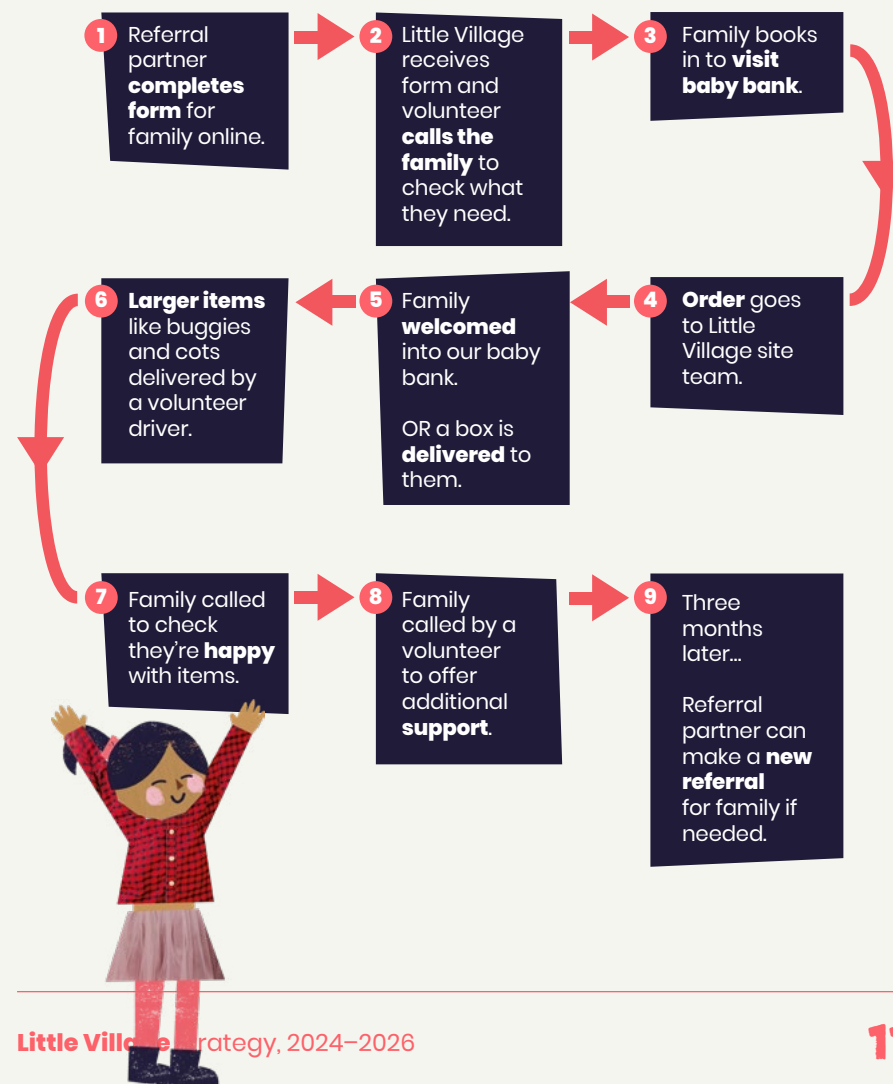 1
Referral
partner
completes
form for
family online.
2
Little Village
receives
form and
volunteer
calls the
family to
check what
they need.
3
Family books
in to visit
baby bank.
4
Order goes
to Little
Village site
team.
5
Family
welcomed
into our baby
bank.
OR a box is
delivered to
them.
6
Larger items
like buggies
and cots
delivered by
a volunteer
driver.
7
Family called
to check
they're happy
with items.
8
Family
called by a
volunteer
to offer
additional
support.
9
Three
months
later...
Referral
partner can
make a new
referral
for family if
needed.
Little 2024–2026